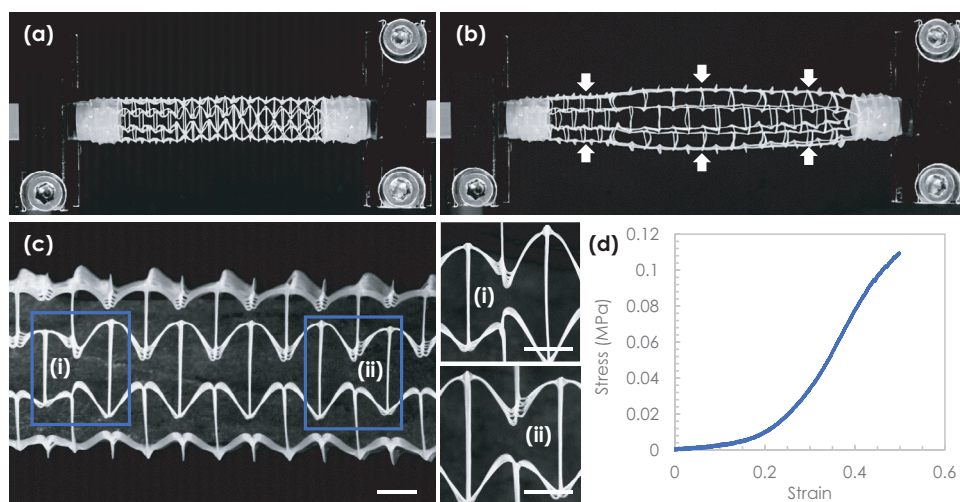 (a)
(b)
(c)
(i)
(ii)
(i)
(ii)
(d)
0.12
0.1
0.08
0.06
0.04
0.02
0
Stress (MPa)
0
0.2
0.4
0.6
Strain